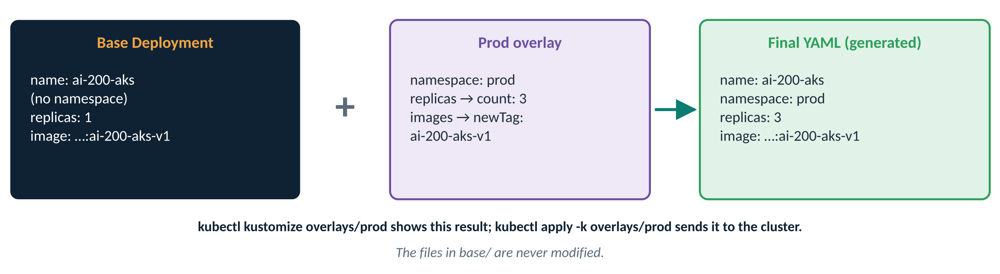 Base Deployment
name: ai-200-aks
(no namespace)
replicas: 1
image: …:ai-200-aks-v1
+
Prod overlay
namespace: prod
replicas → count: 3
images → newTag:
ai-200-aks-v1
Final YAML (generated)
name: ai-200-aks
namespace: prod
replicas: 3
image: …:ai-200-aks-v1
kubectl kustomize overlays/prod shows this result; kubectl apply -k overlays/prod sends it to the cluster.
The files in base/ are never modified.